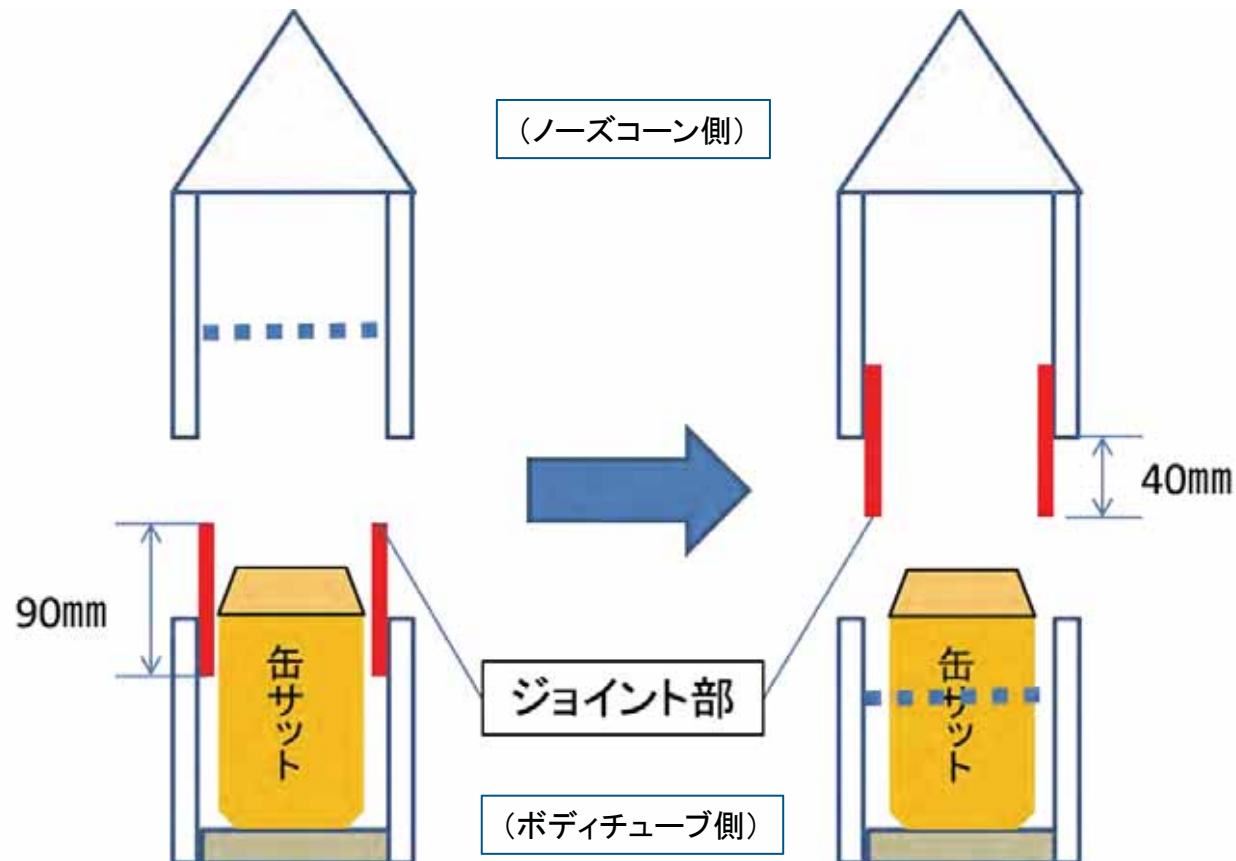 （ノーズコーン側）
40㎜
90㎜
缶サット
缶サット
ジョイント部
（ボディチューブ側）